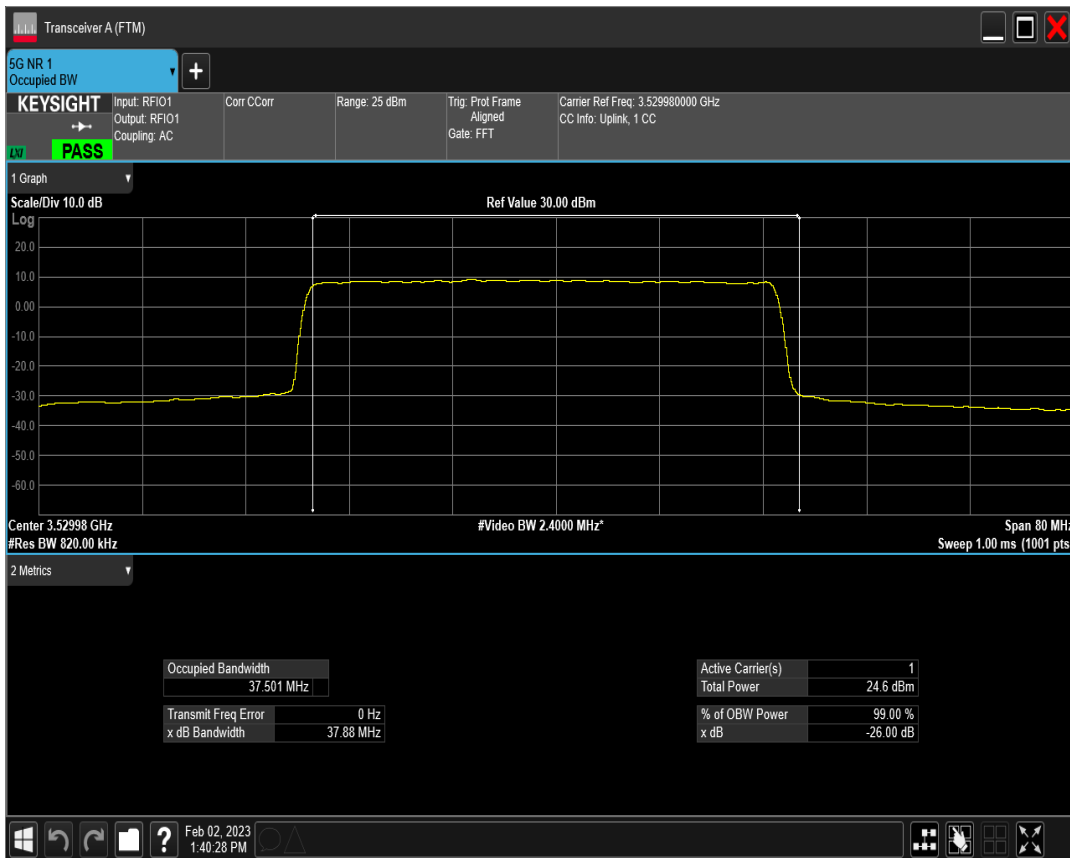 Transceiver A (FTM)
5G NR 1
Occupied BW
+
KEYSIGHT
LXI
PASS
Input: RFIO1
Output: RFIO1
Coupling: AC
Corr CCorr
Range: 25 dBm
Trig: Prot Frame
Aligned
Gate: FFT
Carrier Ref Freq: 3.529980000 GHz
CC Info: Uplink, 1 CC
1 Graph
Scale/Div 10.0 dB
Ref Value 30.00 dBm
Log
20.0
10.0
0.00
-10.0
-20.0
-30.0
-40.0
-50.0
-60.0
Center 3.52998 GHz
#Video BW 2.4000 MHz*
Span 80 MHz
#Res BW 820.00 kHz
Sweep 1.00 ms (1001 pts
2 Metrics
Occupied Bandwidth
37.501 MHz
Transmit Freq Error 0 Hz
x dB Bandwidth 37.88 MHz
Active Carrier(s) 1
Total Power 24.6 dBm
% of OBW Power 99.00 %
x dB -26.00 dB
?
Feb 02, 2023
1:40:28 PM